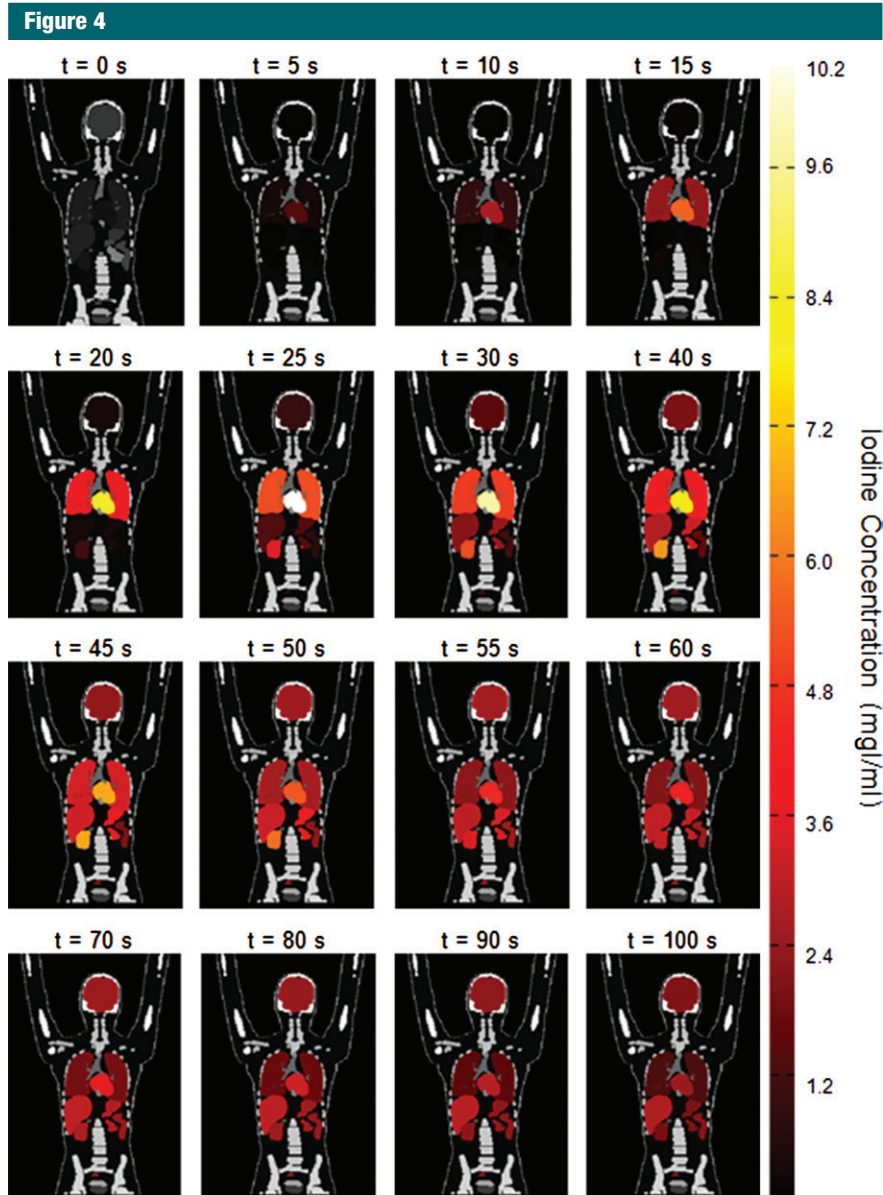 Figure 4
t = 0 s
t = 5 s
t = 10 s
t = 15 s
t = 20 s
t = 25 s
t = 30 s
t = 40 s
t = 45 s
t = 50 s
t = 55 s
t = 60 s
t = 70 s
t = 80 s
t = 90 s
t = 100 s
10.2
9.6
8.4
7.2
6.0
4.8
3.6
2.4
1.2
Iodine Concentration (mgI/ml)